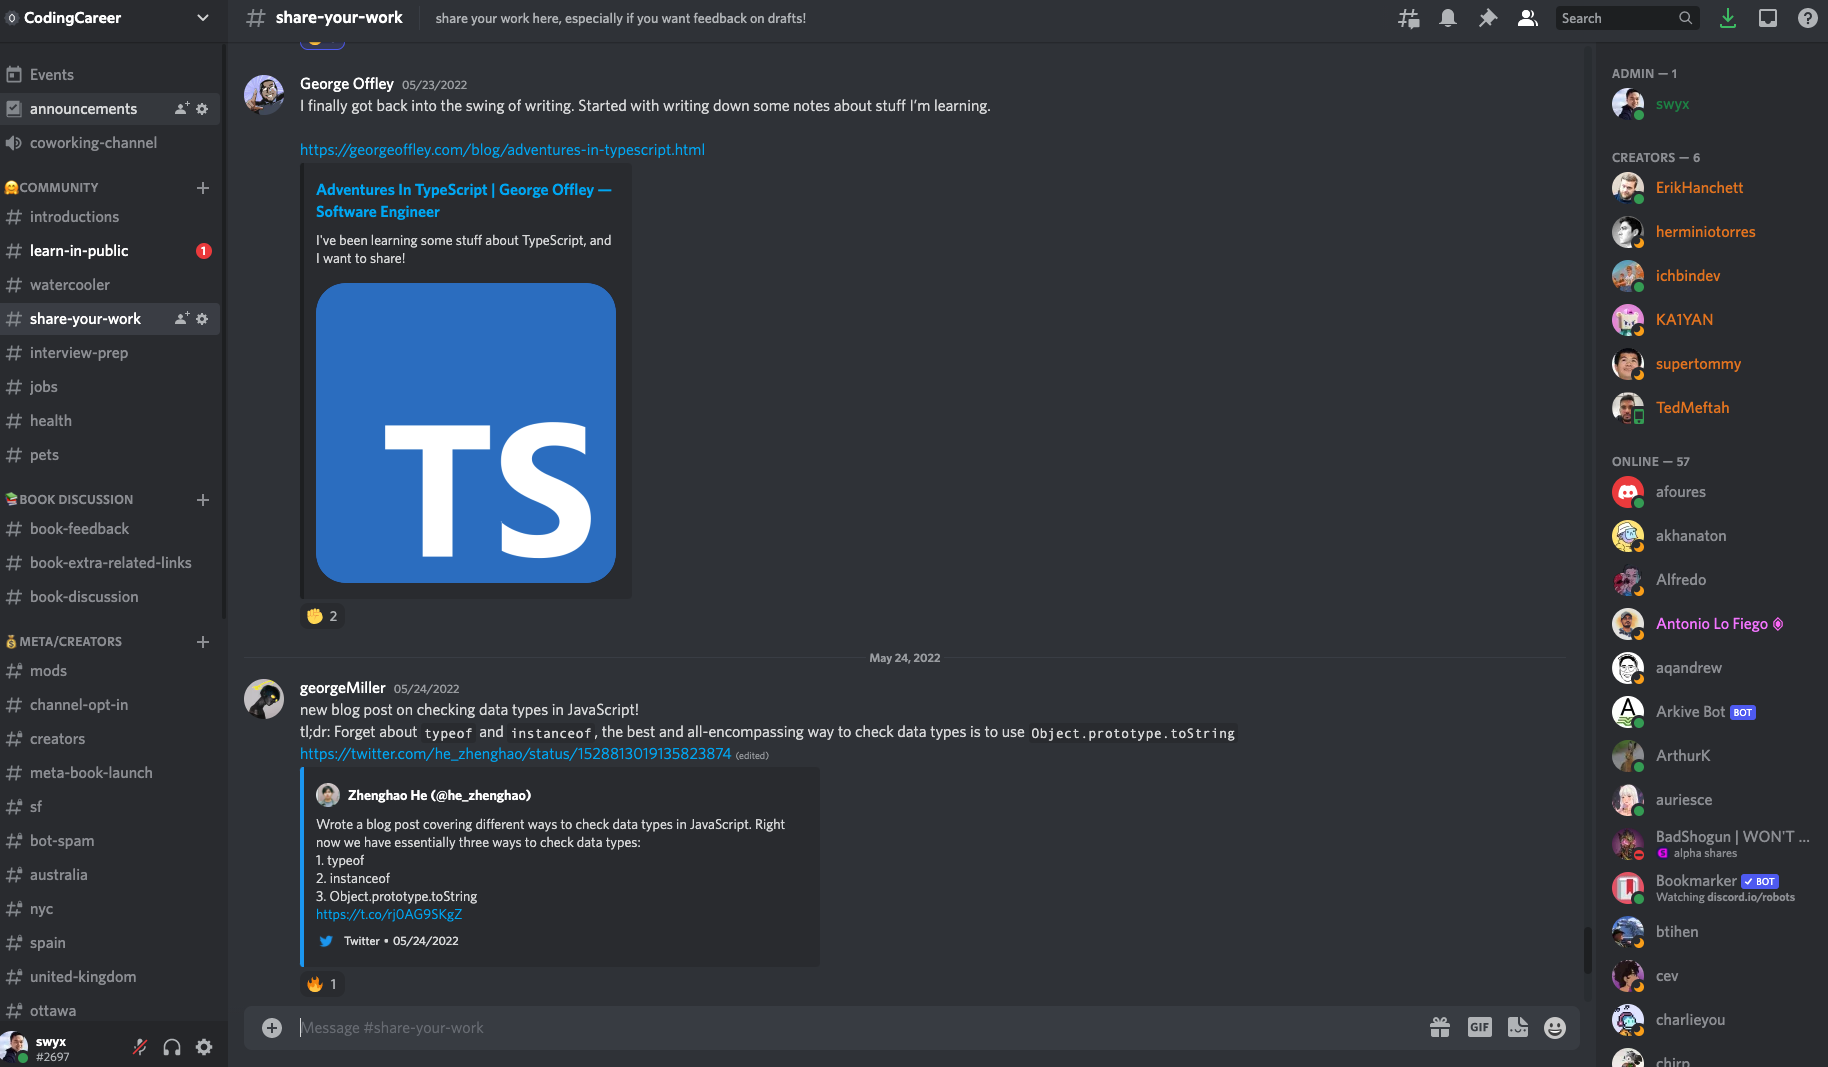 CodingCareer
Events
announcements
coworking-channel
COMMUNITY
introductions
learn-in-public
1
watercooler
share-your-work
interview-prep
jobs
health
pets
BOOK DISCUSSION
book-feedback
book-extra-related-links
book-discussion
META/CREATORS
mods
channel-opt-in
creators
meta-book-launch
sf
bot-spam
australia
nyc
spain
united-kingdom
ottawa
swyx
#2697
share-your-work
share your work here, especially if you want feedback on drafts!
Search
George Offley 05/23/2022
I finally got back into the swing of writing. Started with writing down some notes about stuff I’m learning.
https://georgeoffley.com/blog/adventures-in-typescript.html
Adventures In TypeScript | George Offley —
Software Engineer
I've been learning some stuff about TypeScript, and
I want to share!
TS
2
May 24, 2022
georgeMiller 05/24/2022
new blog post on checking data types in JavaScript!
tl;dr: Forget about typeof and instanceof, the best and all-encompassing way to check data types is to use Object.prototype.toString
https://twitter.com/he_zhenghao/status/1528813019135823874 (edited)
Zhenghao He (@he_zhenghao)
Wrote a blog post covering different ways to check data types in JavaScript. Right
now we have essentially three ways to check data types:
1. typeof
2. instanceof
3. Object.prototype.toString
https://t.co/rj0AG9SKgZ
Twitter • 05/24/2022
1
Message #share-your-work
GIF
ADMIN — 1
swyx
CREATORS — 6
ErikHanchett
herminiotorres
ichbindev
KA1YAN
supertommy
TedMeftah
ONLINE — 57
afoures
akhanaton
Alfredo
Antonio Lo Fiego
aqandrew
Arkive Bot BOT
ArthurK
auriesce
BadShogun | WON'T ...
alpha shares
Bookmarker BOT
Watching discord.io/robots
btihen
cev
charlieyou
chirp